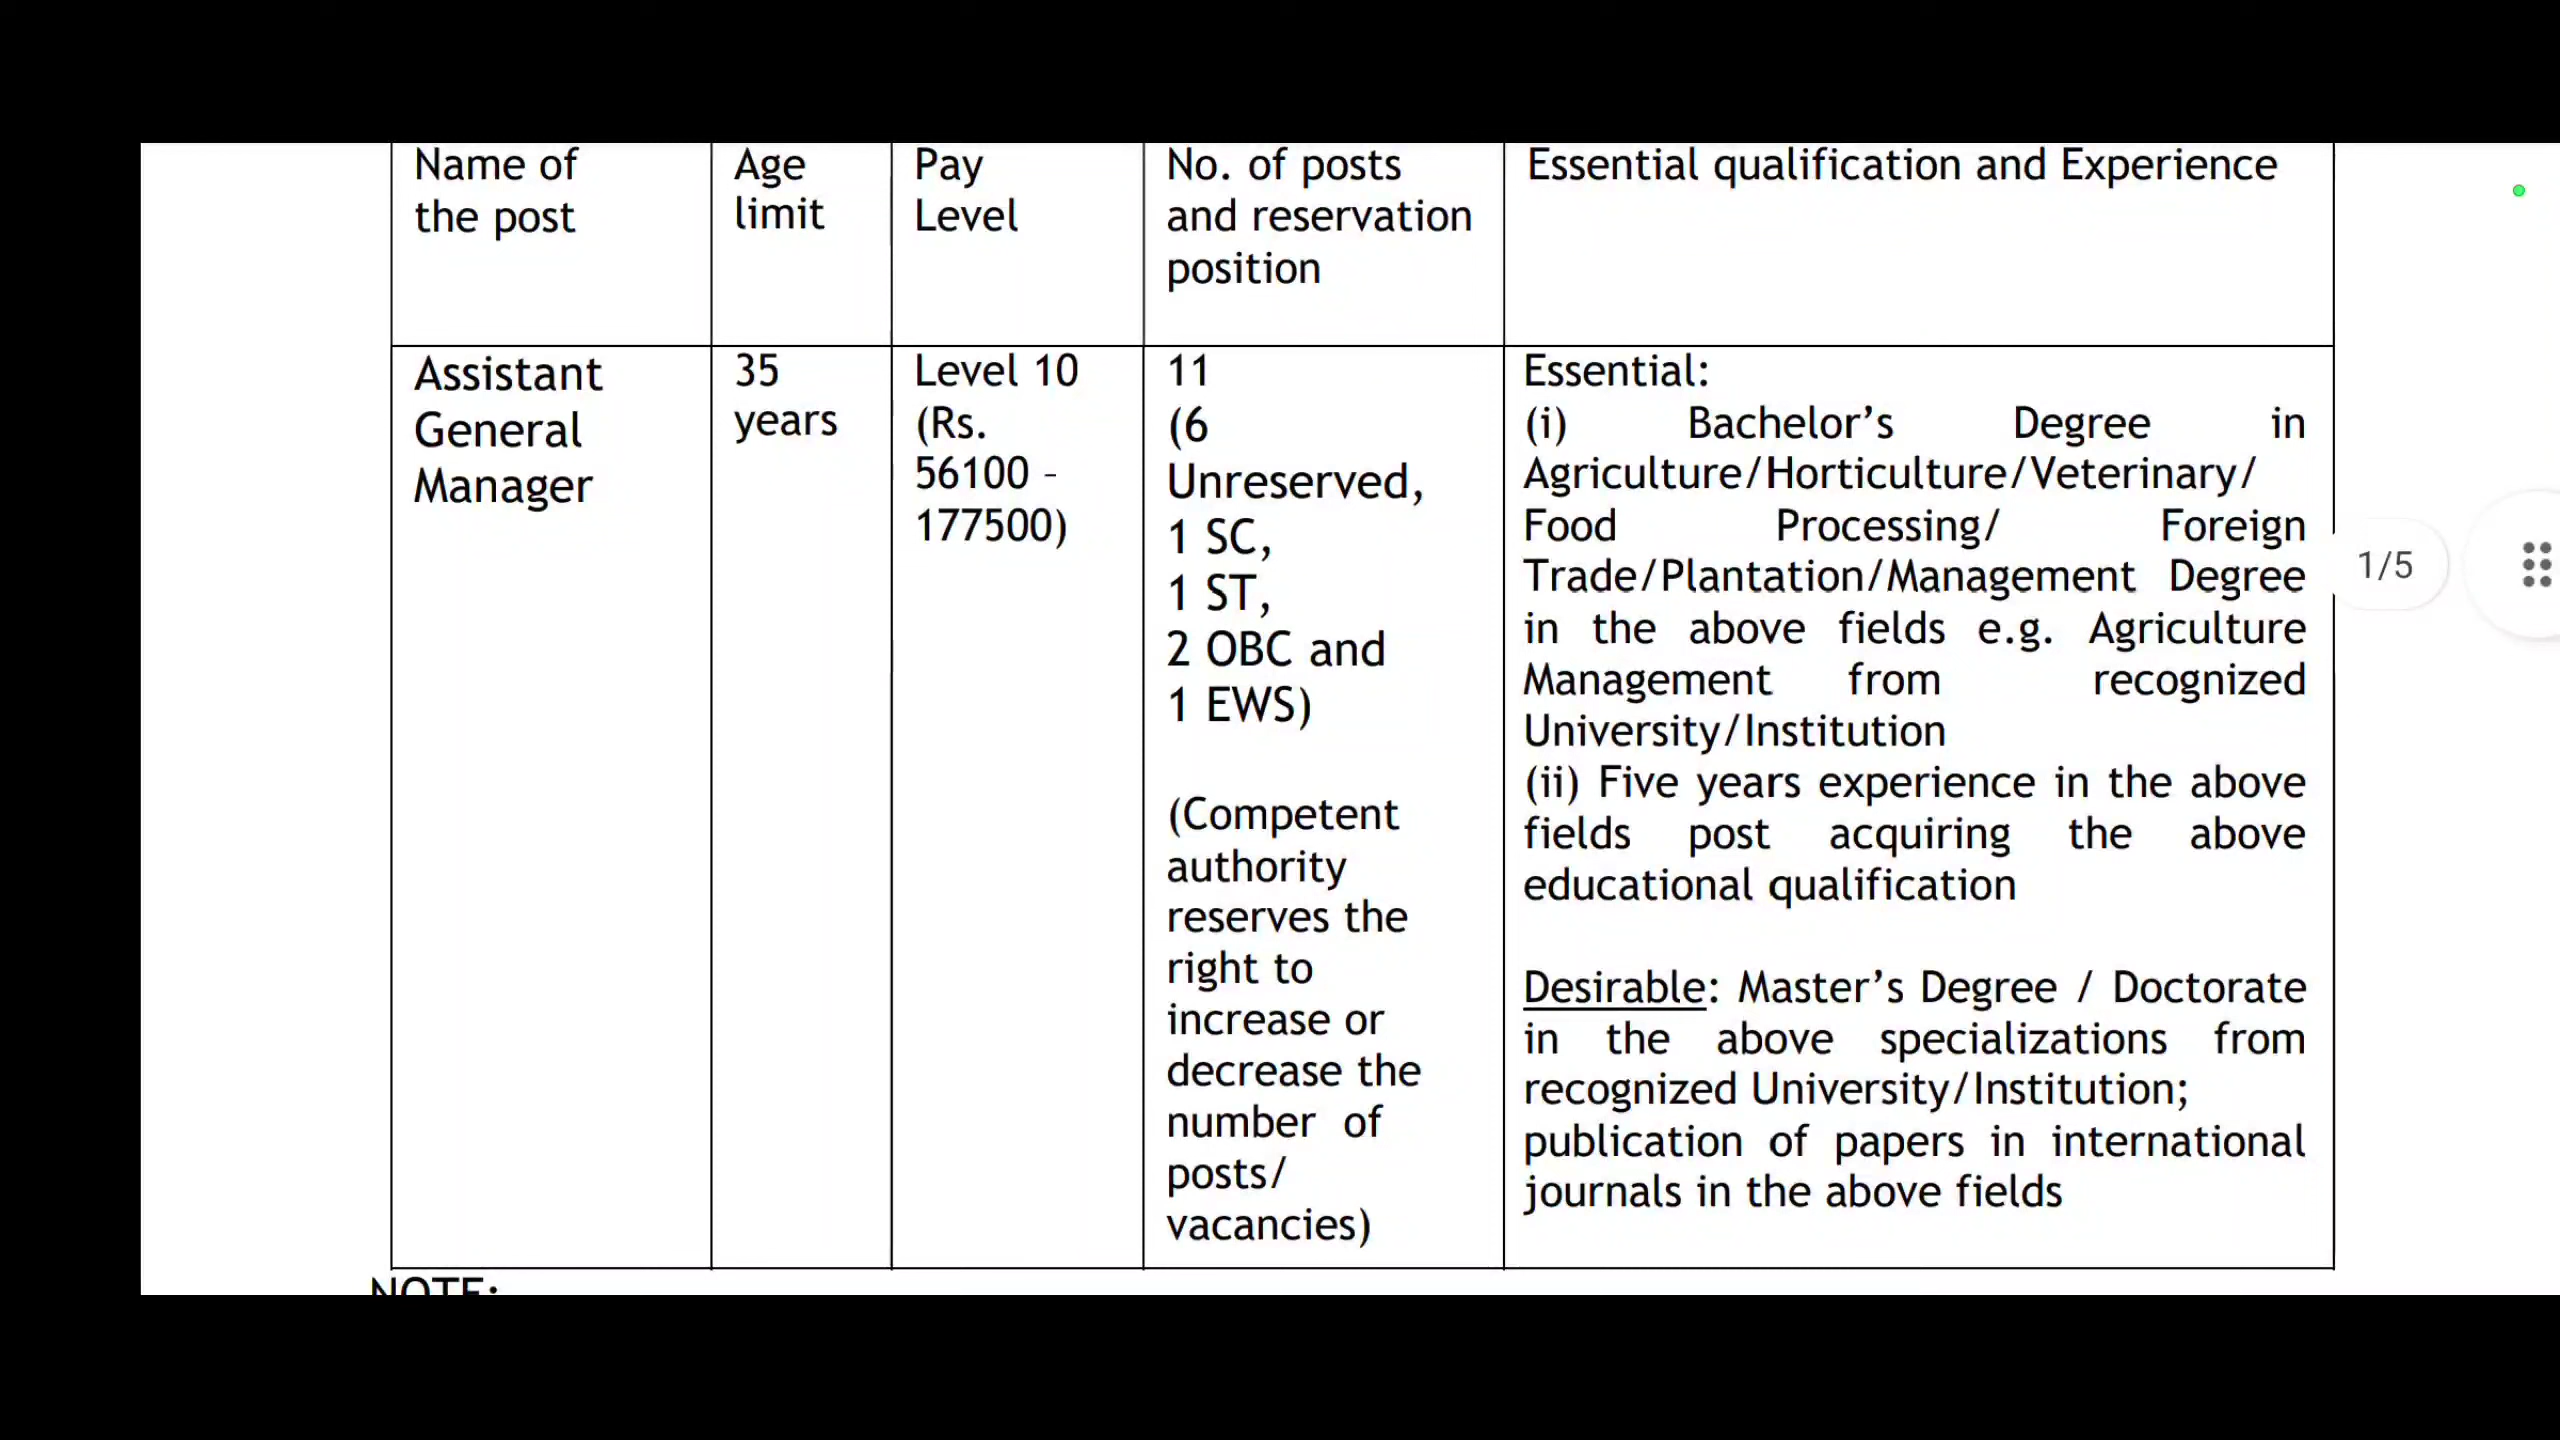 Name of
the post
Age
limit
Pay
Level
No. of posts
and reservation
position
Essential qualification and Experience
Assistant
General
Manager
35
years
Level 10
(Rs.
56100 –
177500)
11
(6
Unreserved,
1 SC,
1 ST,
2 OBC and
1 EWS)
(Competent
authority
reserves the
right to
increase or
decrease the
number of
posts/
vacancies)
Essential:
(i) Bachelor’s Degree in
Agriculture/Horticulture/Veterinary/
Food Processing/ Foreign
Trade/Plantation/Management Degree
in the above fields e.g. Agriculture
Management from recognized
University/Institution
(ii) Five years experience in the above
fields post acquiring the above
educational qualification
Desirable: Master’s Degree / Doctorate
in the above specializations from
recognized University/Institution;
publication of papers in international
journals in the above fields
1/5
NOTE: